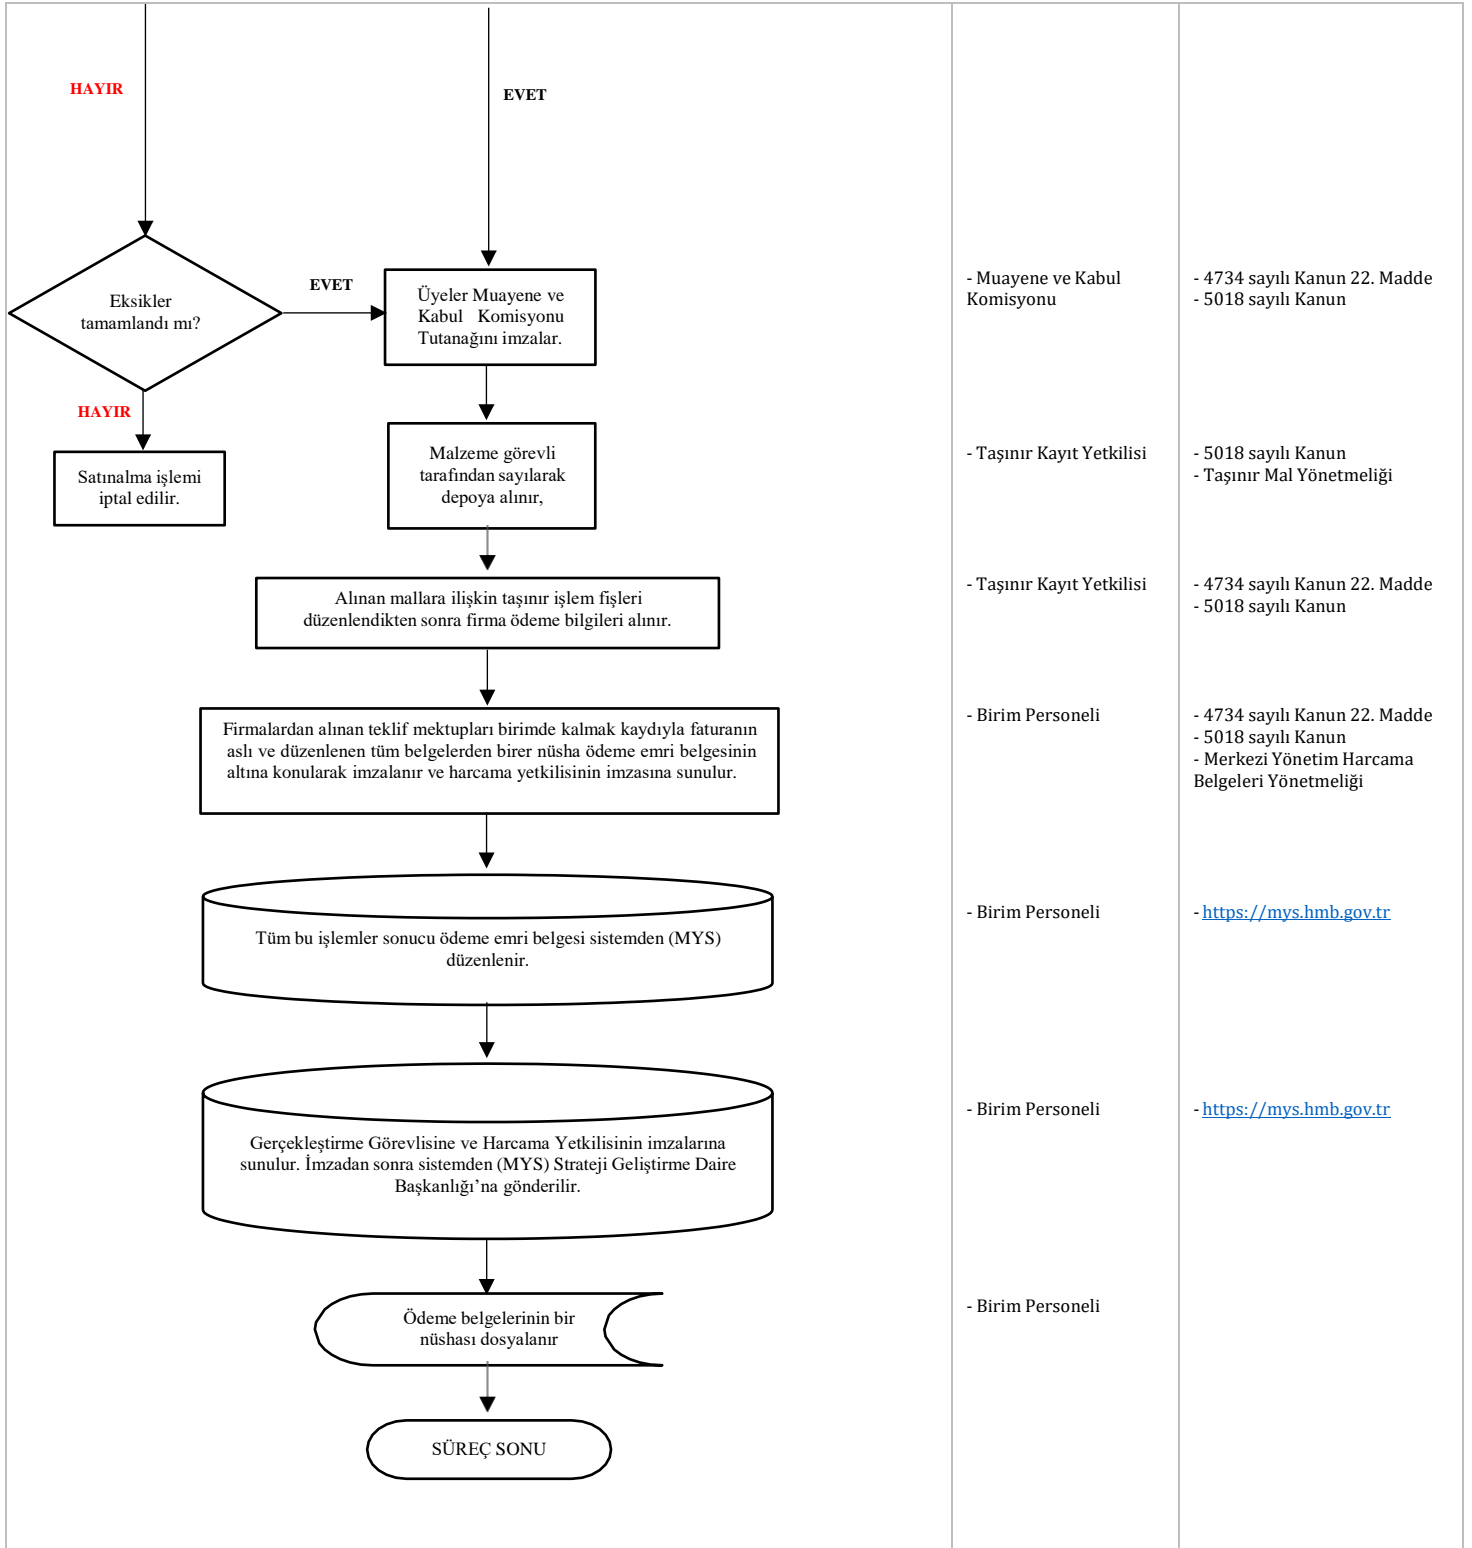 HAYIR
EVET
Eksikler
tamamlandı mı?
EVET
Üyeler Muayene ve
Kabul Komisyonu
Tutanağını imzalar.
- Muayene ve Kabul
Komisyonu
- 4734 sayılı Kanun 22. Madde
- 5018 sayılı Kanun
HAYIR
Satınalma işlemi
iptal edilir.
Malzeme görevli
tarafından sayılarak
depoya alınır,
- Taşınır Kayıt Yetkilisi
- 5018 sayılı Kanun
- Taşınır Mal Yönetmeliği
Alınan mallara ilişkin taşınır işlem fişleri
düzenlendikten sonra firma ödeme bilgileri alınır.
- Taşınır Kayıt Yetkilisi
- 4734 sayılı Kanun 22. Madde
- 5018 sayılı Kanun
Firmalardan alınan teklif mektupları birimde kalmak kaydıyla faturanın
aslı ve düzenlenen tüm belgelerden birer nüsha ödeme emri belgesinin
altına konularak imzalanır ve harcama yetkilisinin imzasına sunulur.
- Birim Personeli
- 4734 sayılı Kanun 22. Madde
- 5018 sayılı Kanun
- Merkezi Yönetim Harcama
Belgeleri Yönetmeliği
Tüm bu işlemler sonucu ödeme emri belgesi sistemden (MYS)
düzenlenir.
- Birim Personeli
- https://mys.hmb.gov.tr
Gerçekleştirme Görevlisine ve Harcama Yetkilisinin imzalarına
sunulur. İmzadan sonra sistemden (MYS) Strateji Geliştirme Daire
Başkanlığı’na gönderilir.
- Birim Personeli
- https://mys.hmb.gov.tr
Ödeme belgelerinin bir
nüshası dosyalanır
- Birim Personeli
SÜREÇ SONU